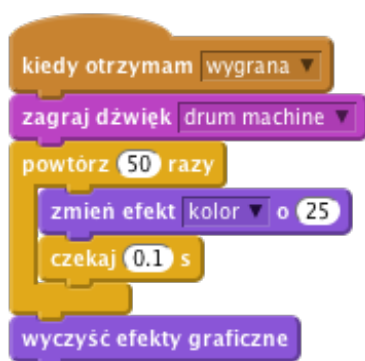 kiedy otrzymam wygrana
zagraj dźwięk drum machine
powtórz 50 razy
zmień efekt kolor o 25
czekaj 0.1 s
wyczyść efekty graficzne